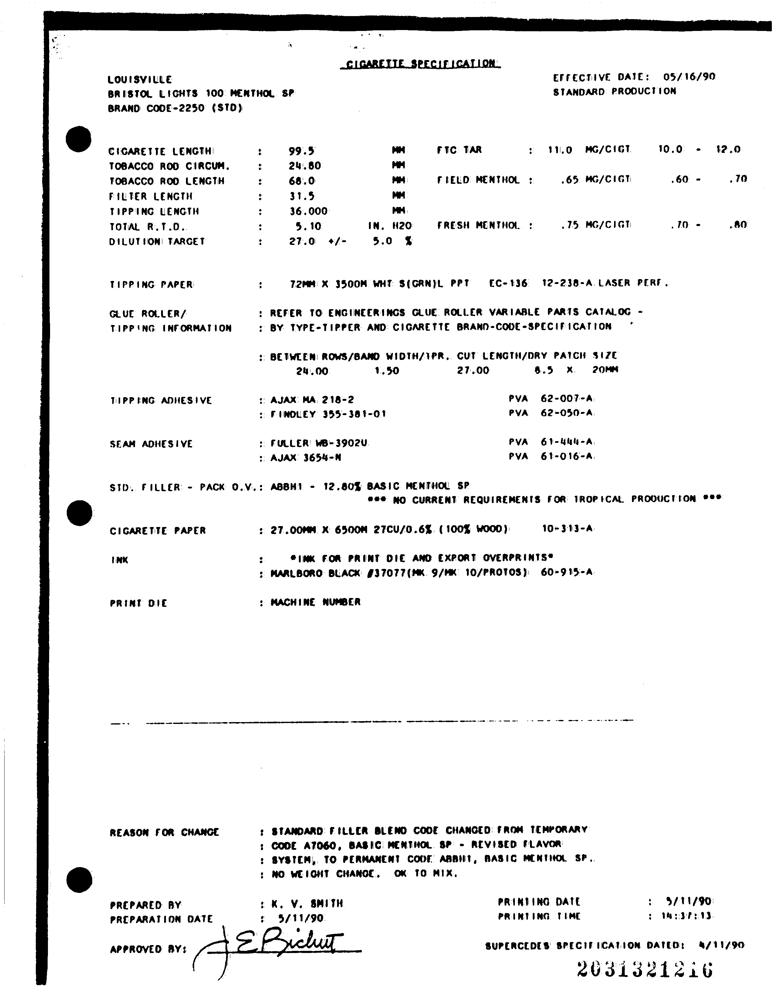 CIGARETTE SPECIFICATION
LOUISVILLE EFFECTIVE DATE: 05/16/90
BRISTOL LIGHTS 100 MENTHOL SP STANDARD PRODUCTION
BRAND CODE-2250 (STD)
CIGARETTE LENGTH : 99.5 MM FTC TAR : 11.0 MG/CIGT 10.0 - 12.0
TOBACCO ROD CIRCUM. : 24.80 MM
TOBACCO ROD LENGTH : 68.0 MM FIELD MENTHOL : .65 MG/CIGT .60 - .70
FILTER LENGTH : 31.5 MM
TIPPING LENGTH : 36.000 MM
TOTAL R.T.D. : 5.10 IN. H2O FRESH MENTHOL : .75 MG/CIGT .70 - .80
DILUTION TARGET : 27.0 +/- 5.0 %
TIPPING PAPER : 72MM X 3500M WHT S(GRN)L PPT EC-136 12-238-A LASER PERF.
GLUE ROLLER/ : REFER TO ENGINEERINGS GLUE ROLLER VARIABLE PARTS CATALOG -
TIPPING INFORMATION : BY TYPE-TIPPER AND CIGARETTE BRAND-CODE-SPECIFICATION
: BETWEEN ROWS/BAND WIDTH/TPR. CUT LENGTH/DRY PATCH SIZE
24.00 1.50 27.00 6.5 X 20MM
TIPPING ADHESIVE : AJAX MA 218-2 PVA 62-007-A
: FINDLEY 355-381-01 PVA 62-050-A
SEAM ADHESIVE : FULLER WB-3902U PVA 61-444-A
: AJAX 3654-N PVA 61-016-A
STD. FILLER - PACK O.V.: ABBH1 - 12.80% BASIC MENTHOL SP
*** NO CURRENT REQUIREMENTS FOR TROPICAL PRODUCTION ***
CIGARETTE PAPER : 27.00MM X 6500M 27CU/0.6% (100% WOOD) 10-313-A
INK : *INK FOR PRINT DIE AND EXPORT OVERPRINTS*
: MARLBORO BLACK #37077(MK 9/MK 10/PROTOS) 60-915-A
PRINT DIE : MACHINE NUMBER
REASON FOR CHANGE : STANDARD FILLER BLEND CODE CHANGED FROM TEMPORARY
: CODE A7060, BASIC MENTHOL SP - REVISED FLAVOR
: SYSTEM, TO PERMANENT CODE ABBH1, BASIC MENTHOL SP.
: NO WEIGHT CHANGE. OK TO MIX.
PREPARED BY : K. V. SMITH PRINTING DATE : 5/11/90
PREPARATION DATE : 5/11/90 PRINTING TIME : 14:37:13
APPROVED BY: SUPERCEDES SPECIFICATION DATED: 4/11/90
2031321216